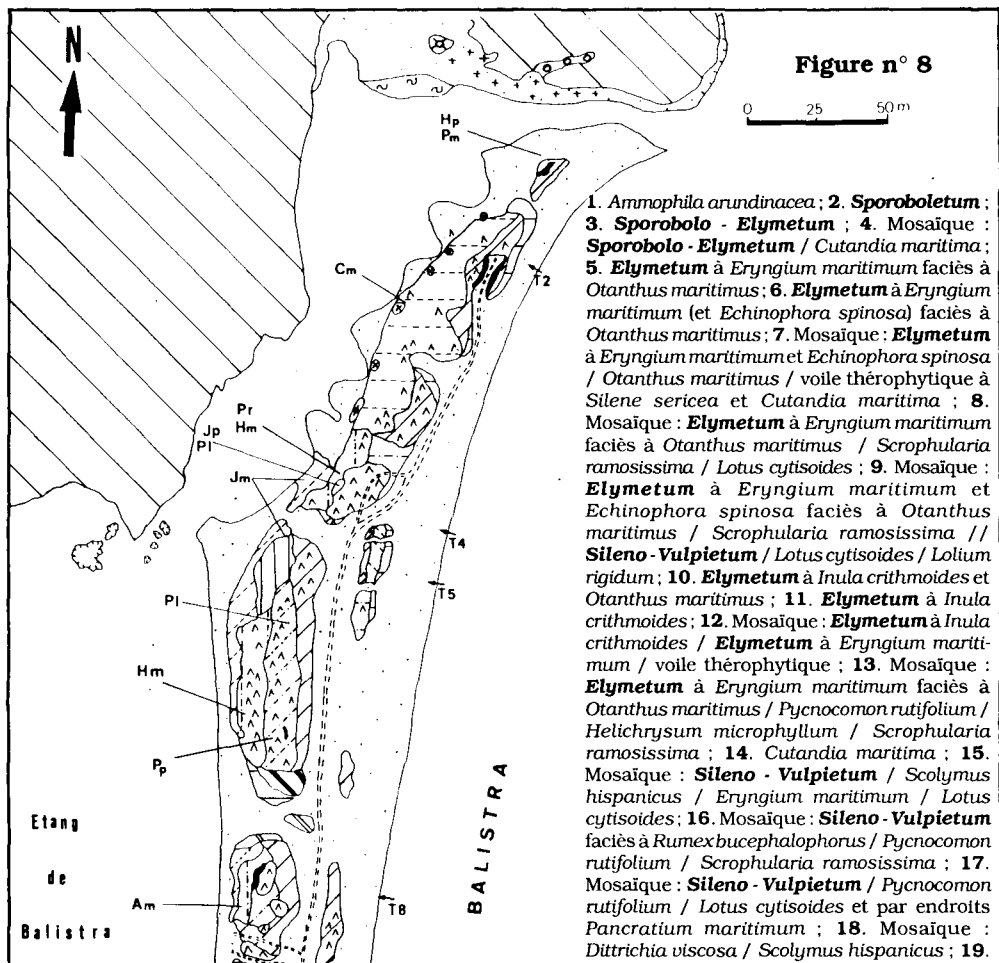 N
Figure n° 8
0 25 50 m
Hp
Pm
Cm
T2
Pr
Hm
Jp
Pl
Jm
T4
T5
Pl
Hm
Pp
Etang
de
Balistra
Am
T8
BALISTRA
1. Ammophila arundinacea ; 2. Sporoboletum ;
3. Sporobolo - Elymetum ; 4. Mosaïque :
Sporobolo - Elymetum / Cutandia maritima ;
5. Elymetum à Eryngium maritimum faciès à
Otanthus maritimus ; 6. Elymetum à Eryngium
maritimum (et Echinophora spinosa) faciès à
Otanthus maritimus ; 7. Mosaïque : Elymetum
à Eryngium maritimum et Echinophora spinosa
/ Otanthus maritimus / voile thérophytique à
Silene sericea et Cutandia maritima ; 8.
Mosaïque : Elymetum à Eryngium maritimum
faciès à Otanthus maritimus / Scrophularia
ramosissima / Lotus cytisoides ; 9. Mosaïque :
Elymetum à Eryngium maritimum et
Echinophora spinosa faciès à Otanthus
maritimus / Scrophularia ramosissima //
Sileno - Vulpietum / Lotus cytisoides / Lolium
rigidum ; 10. Elymetum à Inula crithmoides et
Otanthus maritimus ; 11. Elymetum à Inula
crithmoides ; 12. Mosaïque : Elymetum à Inula
crithmoides / Elymetum à Eryngium mariti-
mum / voile thérophytique ; 13. Mosaïque :
Elymetum à Eryngium maritimum faciès à
Otanthus maritimus / Pycnocomon rutifolium /
Helichrysum microphyllum / Scrophularia
ramosissima ; 14. Cutandia maritima ; 15.
Mosaïque : Sileno - Vulpietum / Scolymus
hispanicus / Eryngium maritimum / Lotus
cytisoides ; 16. Mosaïque : Sileno - Vulpietum
faciès à Rumex bucephalophorus / Pycnocomon
rutifolium / Scrophularia ramosissima ; 17.
Mosaïque : Sileno - Vulpietum / Pycnocomon
rutifolium / Lotus cytisoides et par endroits
Pancratium maritimum ; 18. Mosaïque :
Dittrichia viscosa / Scolymus hispanicus ; 19.